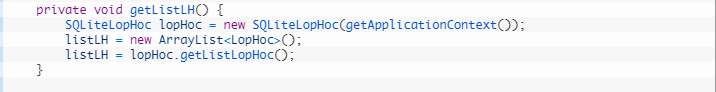 private void getListLH() {
SQLiteLopHoc lopHoc = new SQLiteLopHoc(getApplicationContext());
listLH = new ArrayList<LopHoc>();
listLH = lopHoc.getListLopHoc();
}